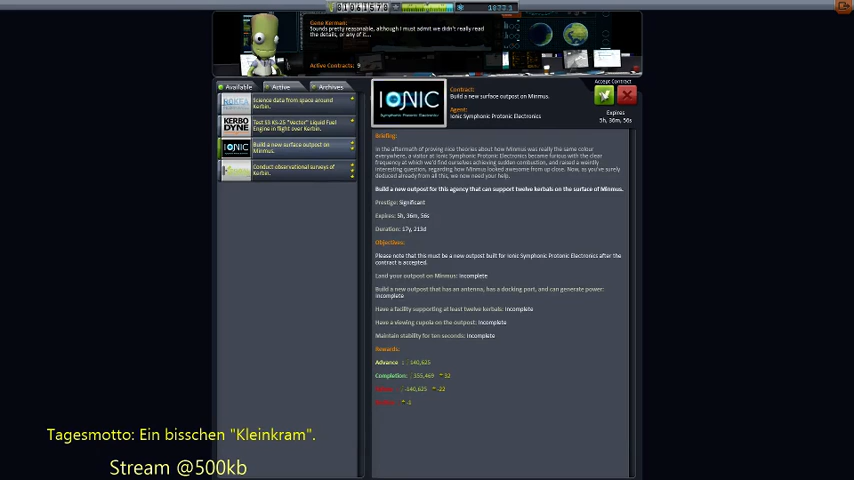 1077.1
Gene Kerman:
Sounds pretty reasonable, although I must admit we didn't really read
the details, or any of it...
Active Contracts: 9
Available
Active
Archives
Science data from space around
Kerbin.
KERBO
DYNE
Test S3 KS-25 "Vector" Liquid Fuel
Engine in flight over Kerbin.
IONIC
Build a new surface outpost on
Minmus.
Conduct observational surveys of
Kerbin.
IONIC
Symphonic Protonic Electronics
Contract:
Build a new surface outpost on Minmus.
Agent:
Ionic Symphonic Protonic Electronics
Accept Contract
Expires
5h, 36m, 56s
Briefing:
In the aftermath of proving nice theories about how Minmus was really the same colour
everywhere, a visitor at Ionic Symphonic Protonic Electronics became furious with the clear
frequency at which we'd find ourselves achieving sudden combustion, and raised a weirdly
interesting question, regarding how Minmus looked awesome from up close. Now, as you've surely
deduced already from all this, we now need your help.
Build a new outpost for this agency that can support twelve kerbals on the surface of Minmus.
Prestige: Significant
Expires: 5h, 36m, 56s
Duration: 17y, 213d
Objectives:
Please note that this must be a new outpost built for Ionic Symphonic Protonic Electronics after the
contract is accepted.
Land your outpost on Minmus: Incomplete
Build a new outpost that has an antenna, has a docking port, and can generate power:
Incomplete
Have a facility supporting at least twelve kerbals: Incomplete
Have a viewing cupola on the outpost: Incomplete
Maintain stability for ten seconds: Incomplete
Rewards:
Advance : 140,625
Completion: 335,469 32
-140,625 -22
-3
Tagesmotto: Ein bisschen "Kleinkram".
Stream @500kb